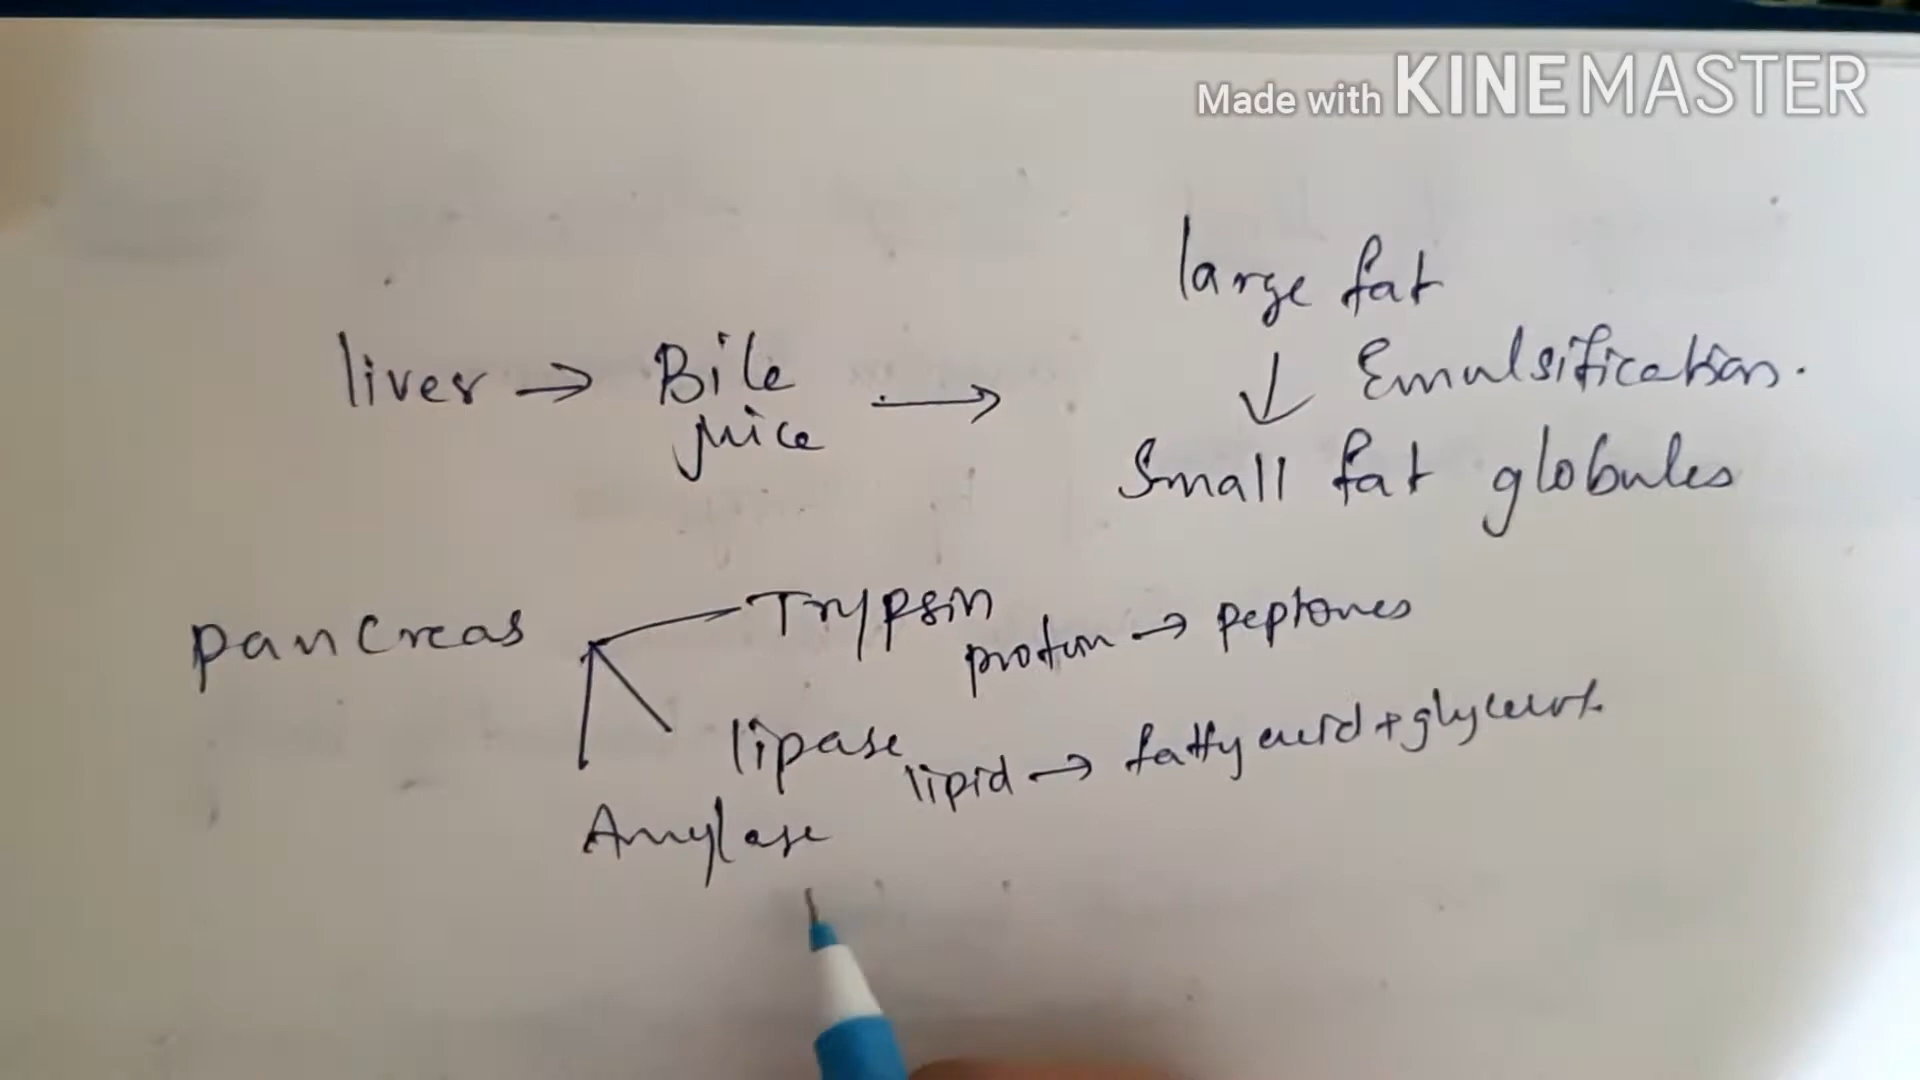 Made with KINEMASTER
large fat
liver → Bile juice →
↓ Emulsification.
Small fat globules
pancreas
Trypsin protein → peptones
lipase lipid → fatty acid + glycerol.
Amylase